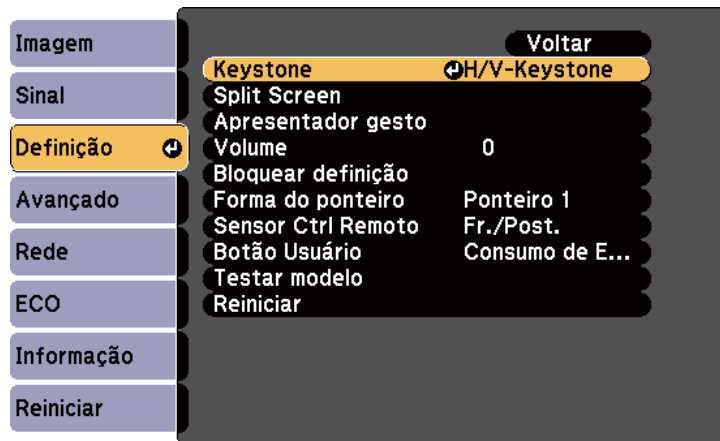 Imagem
Sinal
Definição
Avançado
Rede
ECO
Informação
Reiniciar
Voltar
Keystone H/V-Keystone
Split Screen
Apresentador gesto
Volume 0
Bloquear definição
Forma do ponteiro Ponteiro 1
Sensor Ctrl Remoto Fr./Post.
Botão Usuário Consumo de E...
Testar modelo
Reiniciar